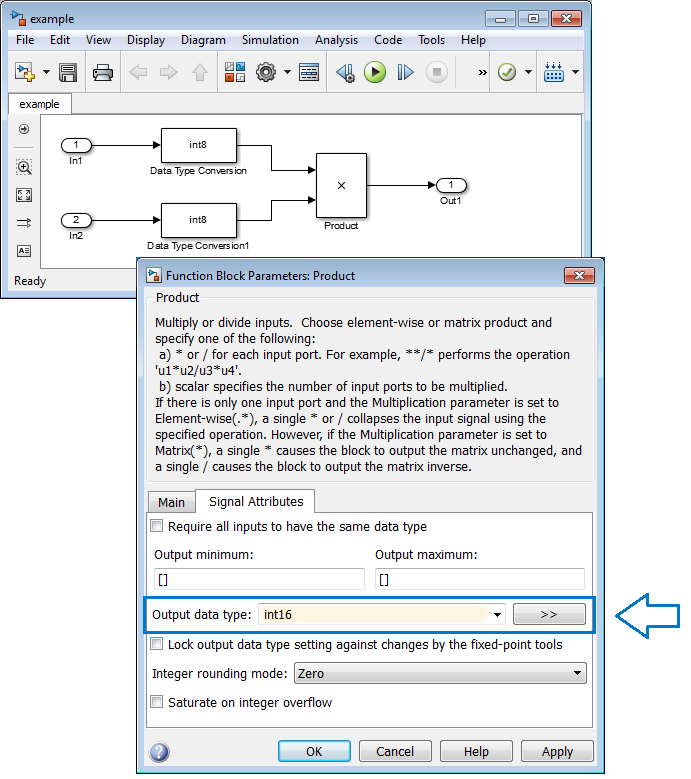 example
File Edit View Display Diagram Simulation Analysis Code Tools Help
»
example
1
In1
int8
Data Type Conversion
2
In2
int8
Data Type Conversion1
×
Product
1
Out1
Ready
Function Block Parameters: Product
Product
Multiply or divide inputs.  Choose element-wise or matrix product and
specify one of the following:
a) * or / for each input port. For example, **/* performs the operation
'u1*u2/u3*u4'.
b) scalar specifies the number of input ports to be multiplied.
If there is only one input port and the Multiplication parameter is set to
Element-wise(.*), a single * or / collapses the input signal using the
specified operation. However, if the Multiplication parameter is set to
Matrix(*), a single * causes the block to output the matrix unchanged, and
a single / causes the block to output the matrix inverse.
Main Signal Attributes
Require all inputs to have the same data type
Output minimum: Output maximum:
[] []
Output data type: int16 >>
Lock output data type setting against changes by the fixed-point tools
Integer rounding mode: Zero
Saturate on integer overflow
? OK Cancel Help Apply